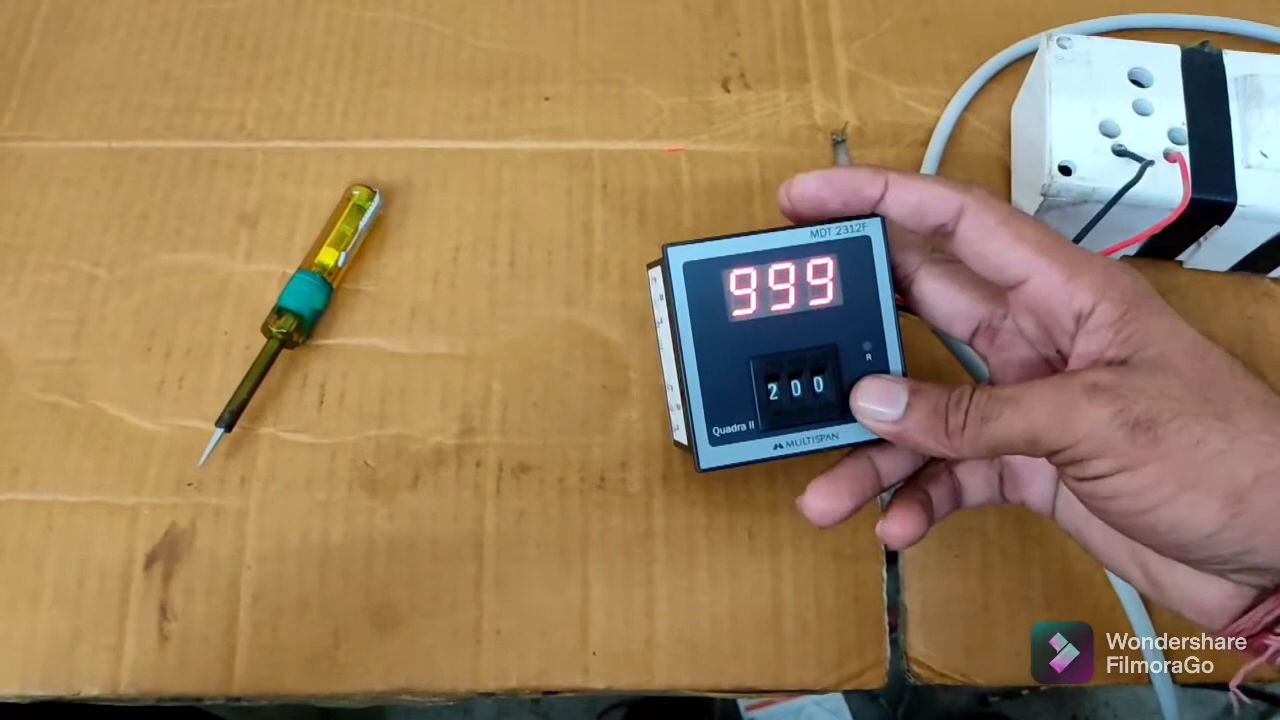 MDT 2312F
999
200
R
Quadra II
MULTISPAN
Wondershare
FilmoraGo